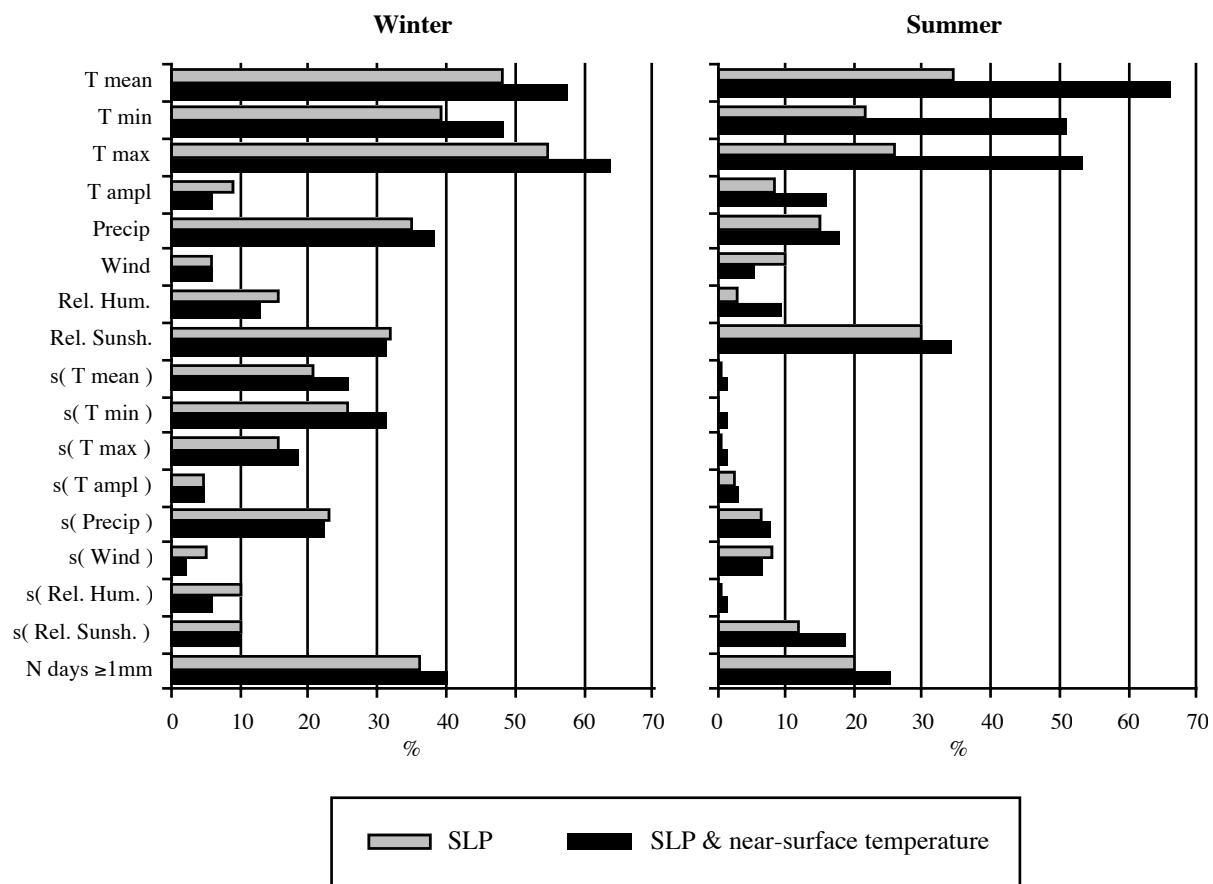 Winter Summer
T mean
T min
T max
T ampl
Precip
Wind
Rel. Hum.
Rel. Sunsh.
s( T mean )
s( T min )
s( T max )
s( T ampl )
s( Precip )
s( Wind )
s( Rel. Hum. )
s( Rel. Sunsh. )
N days ≥1mm
0 10 20 30 40 50 60 70 0 10 20 30 40 50 60 70
% %
SLP SLP & near-surface temperature